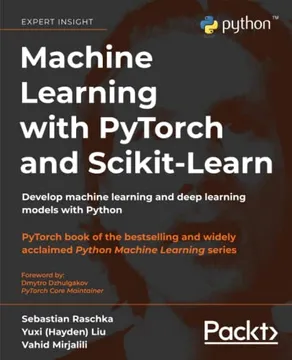 EXPERT INSIGHT
python™
Machine
Learning
with PyTorch
and Scikit-Learn
Develop machine learning and deep learning
models with Python
PyTorch book of the bestselling and widely
acclaimed Python Machine Learning series
Foreword by:
Dmytro Dzhulgakov
PyTorch Core Maintainer
Sebastian Raschka
Yuxi (Hayden) Liu
Vahid Mirjalili
Packt>